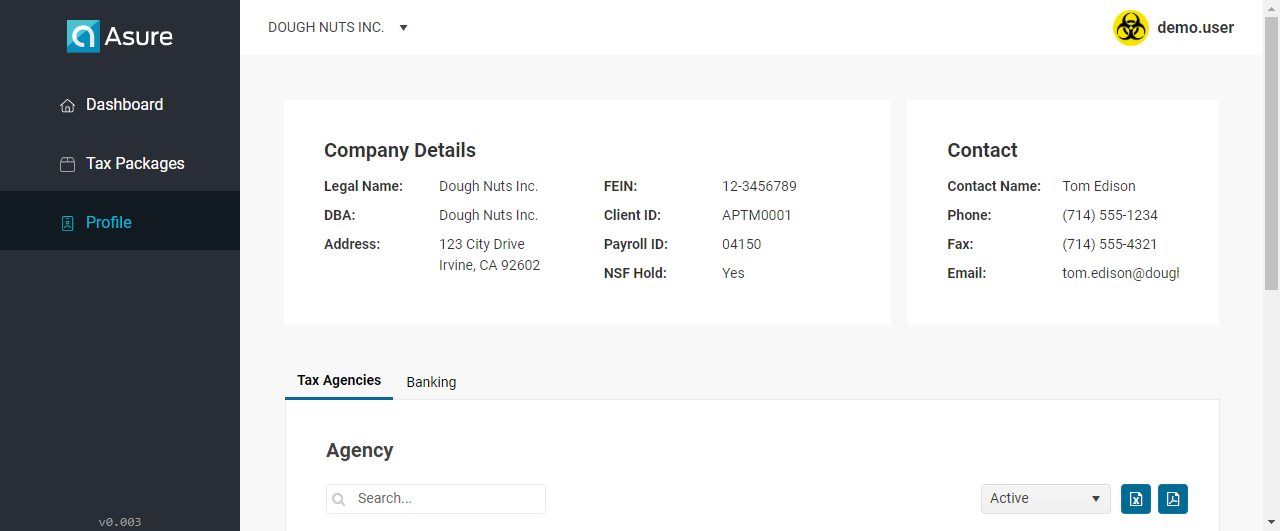 Asure
DOUGH NUTS INC.
demo.user
Dashboard
Tax Packages
Profile
v0.003
Company Details
Legal Name: Dough Nuts Inc. FEIN: 12-3456789
DBA: Dough Nuts Inc. Client ID: APTM0001
Address: 123 City Drive Payroll ID: 04150
Irvine, CA 92602
NSF Hold: Yes
Contact
Contact Name: Tom Edison
Phone: (714) 555-1234
Fax: (714) 555-4321
Email: tom.edison@dough
Tax Agencies Banking
Agency
Search... Active